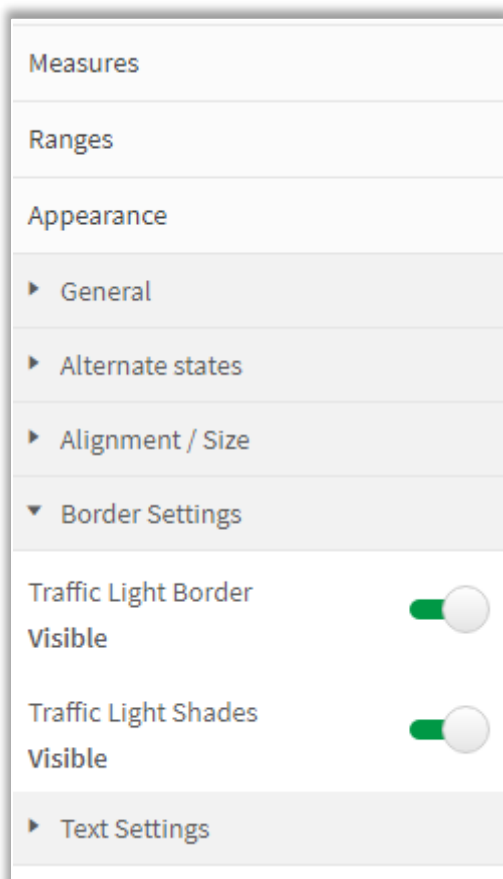 Measures
Ranges
Appearance
General
Alternate states
Alignment / Size
Border Settings
Traffic Light Border
Visible
Traffic Light Shades
Visible
Text Settings